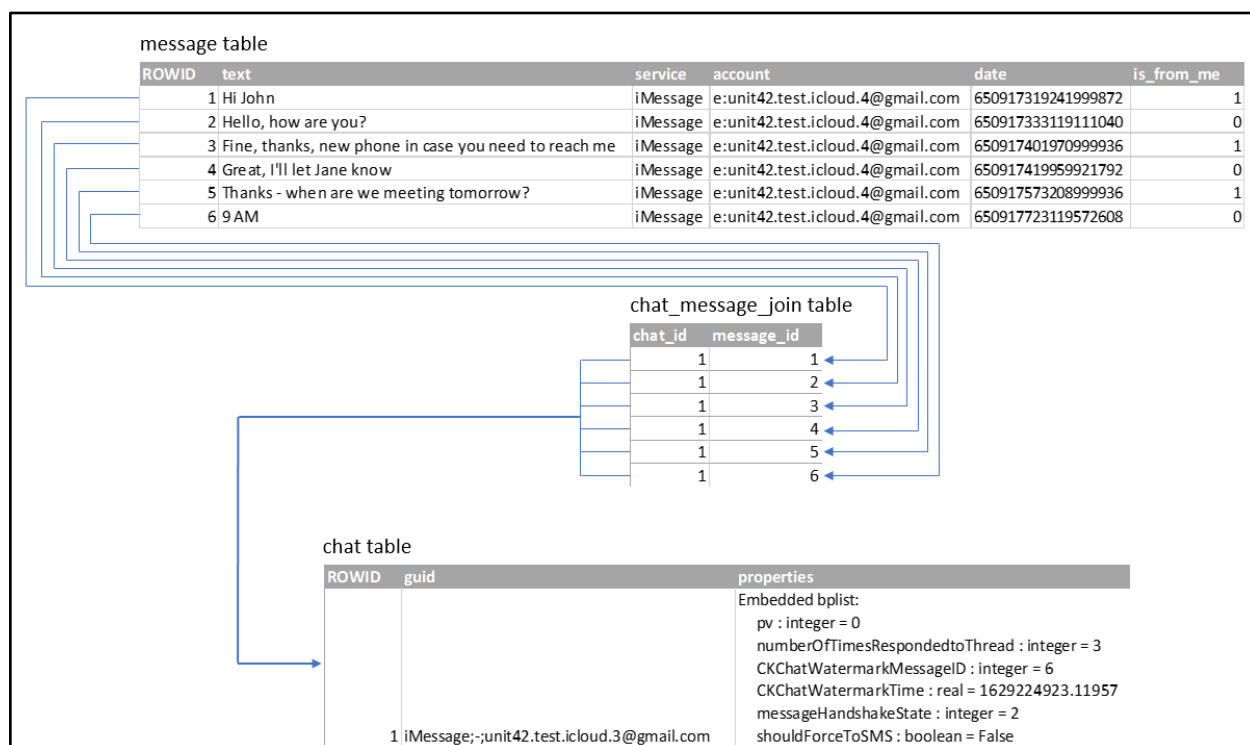 message table
ROWID text service account date is_from_me
1 Hi John iMessage e:unit42.test.icloud.4@gmail.com 650917319241999872 1
2 Hello, how are you? iMessage e:unit42.test.icloud.4@gmail.com 650917333119111040 0
3 Fine, thanks, new phone in case you need to reach me iMessage e:unit42.test.icloud.4@gmail.com 650917401970999936 1
4 Great, I'll let Jane know iMessage e:unit42.test.icloud.4@gmail.com 650917419959921792 0
5 Thanks - when are we meeting tomorrow? iMessage e:unit42.test.icloud.4@gmail.com 650917573208999936 1
6 9 AM iMessage e:unit42.test.icloud.4@gmail.com 650917723119572608 0
chat_message_join table
chat_id message_id
1 1
1 2
1 3
1 4
1 5
1 6
chat table
ROWID guid properties
Embedded bplist:
pv : integer = 0
numberOfTimesRespondedtoThread : integer = 3
CKChatWatermarkMessageID : integer = 6
CKChatWatermarkTime : real = 1629224923.11957
messageHandshakeState : integer = 2
1 iMessage;-;unit42.test.icloud.3@gmail.com shouldForceToSMS : boolean = False